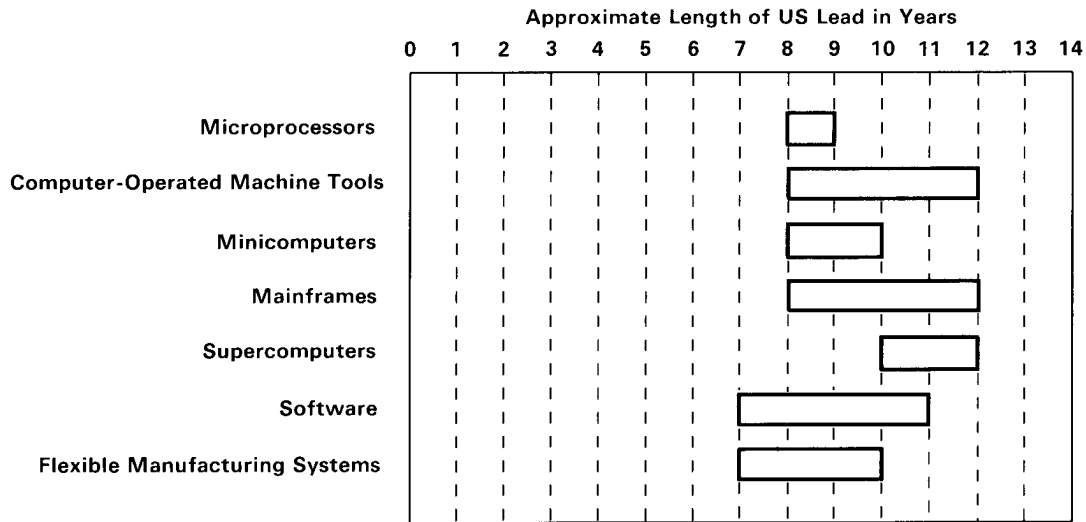 Approximate Length of US Lead in Years
0 1 2 3 4 5 6 7 8 9 10 11 12 13 14
Microprocessors
Computer-Operated Machine Tools
Minicomputers
Mainframes
Supercomputers
Software
Flexible Manufacturing Systems